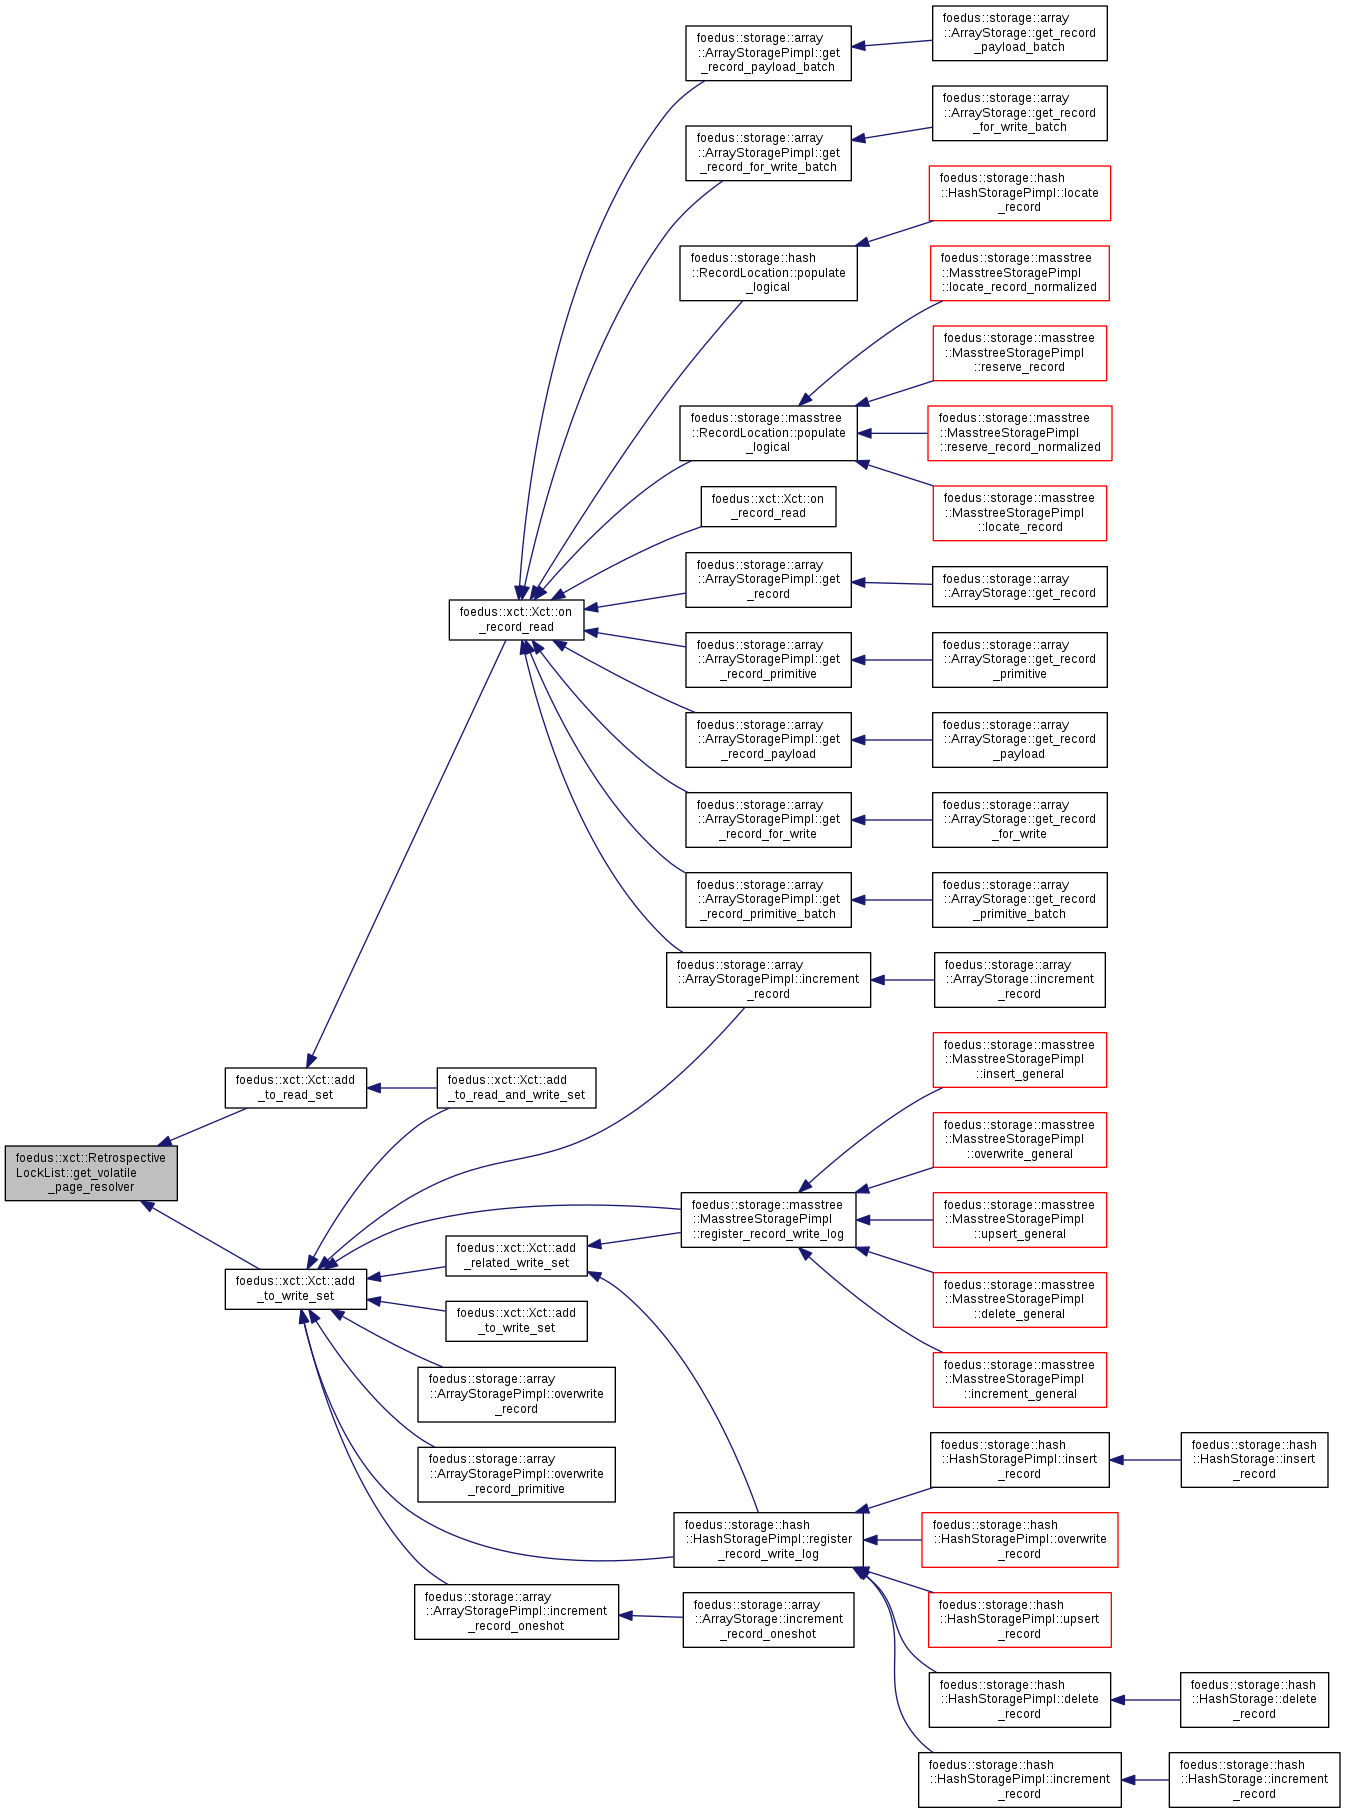 foedus::storage::array
::ArrayStorage::get_record
_payload_batch
foedus::storage::array
::ArrayStoragePimpl::get
_record_payload_batch
foedus::storage::array
::ArrayStorage::get_record
_for_write_batch
foedus::storage::array
::ArrayStoragePimpl::get
_record_for_write_batch
foedus::storage::hash
::HashStoragePimpl::locate
_record
foedus::storage::hash
::RecordLocation::populate
_logical
foedus::storage::masstree
::MasstreeStoragePimpl
::locate_record_normalized
foedus::storage::masstree
::MasstreeStoragePimpl
::reserve_record
foedus::storage::masstree
::RecordLocation::populate
_logical
foedus::storage::masstree
::MasstreeStoragePimpl
::reserve_record_normalized
foedus::storage::masstree
::MasstreeStoragePimpl
::locate_record
foedus::xct::Xct::on
_record_read
foedus::storage::array
::ArrayStoragePimpl::get
_record
foedus::storage::array
::ArrayStorage::get_record
foedus::xct::Xct::on
_record_read
foedus::storage::array
::ArrayStoragePimpl::get
_record_primitive
foedus::storage::array
::ArrayStorage::get_record
_primitive
foedus::storage::array
::ArrayStoragePimpl::get
_record_payload
foedus::storage::array
::ArrayStorage::get_record
_payload
foedus::storage::array
::ArrayStoragePimpl::get
_record_for_write
foedus::storage::array
::ArrayStorage::get_record
_for_write
foedus::storage::array
::ArrayStoragePimpl::get
_record_primitive_batch
foedus::storage::array
::ArrayStorage::get_record
_primitive_batch
foedus::storage::array
::ArrayStoragePimpl::increment
_record
foedus::storage::array
::ArrayStorage::increment
_record
foedus::storage::masstree
::MasstreeStoragePimpl
::insert_general
foedus::xct::Xct::add
_to_read_set
foedus::xct::Xct::add
_to_read_and_write_set
foedus::storage::masstree
::MasstreeStoragePimpl
::overwrite_general
foedus::xct::Retrospective
LockList::get_volatile
_page_resolver
foedus::storage::masstree
::MasstreeStoragePimpl
::register_record_write_log
foedus::storage::masstree
::MasstreeStoragePimpl
::upsert_general
foedus::xct::Xct::add
_related_write_set
foedus::xct::Xct::add
_to_write_set
foedus::storage::masstree
::MasstreeStoragePimpl
::delete_general
foedus::xct::Xct::add
_to_write_set
foedus::storage::masstree
::MasstreeStoragePimpl
::increment_general
foedus::storage::array
::ArrayStoragePimpl::overwrite
_record
foedus::storage::hash
::HashStoragePimpl::insert
_record
foedus::storage::hash
::HashStorage::insert
_record
foedus::storage::array
::ArrayStoragePimpl::overwrite
_record_primitive
foedus::storage::hash
::HashStoragePimpl::register
_record_write_log
foedus::storage::hash
::HashStoragePimpl::overwrite
_record
foedus::storage::array
::ArrayStoragePimpl::increment
_record_oneshot
foedus::storage::array
::ArrayStorage::increment
_record_oneshot
foedus::storage::hash
::HashStoragePimpl::upsert
_record
foedus::storage::hash
::HashStoragePimpl::delete
_record
foedus::storage::hash
::HashStorage::delete
_record
foedus::storage::hash
::HashStoragePimpl::increment
_record
foedus::storage::hash
::HashStorage::increment
_record